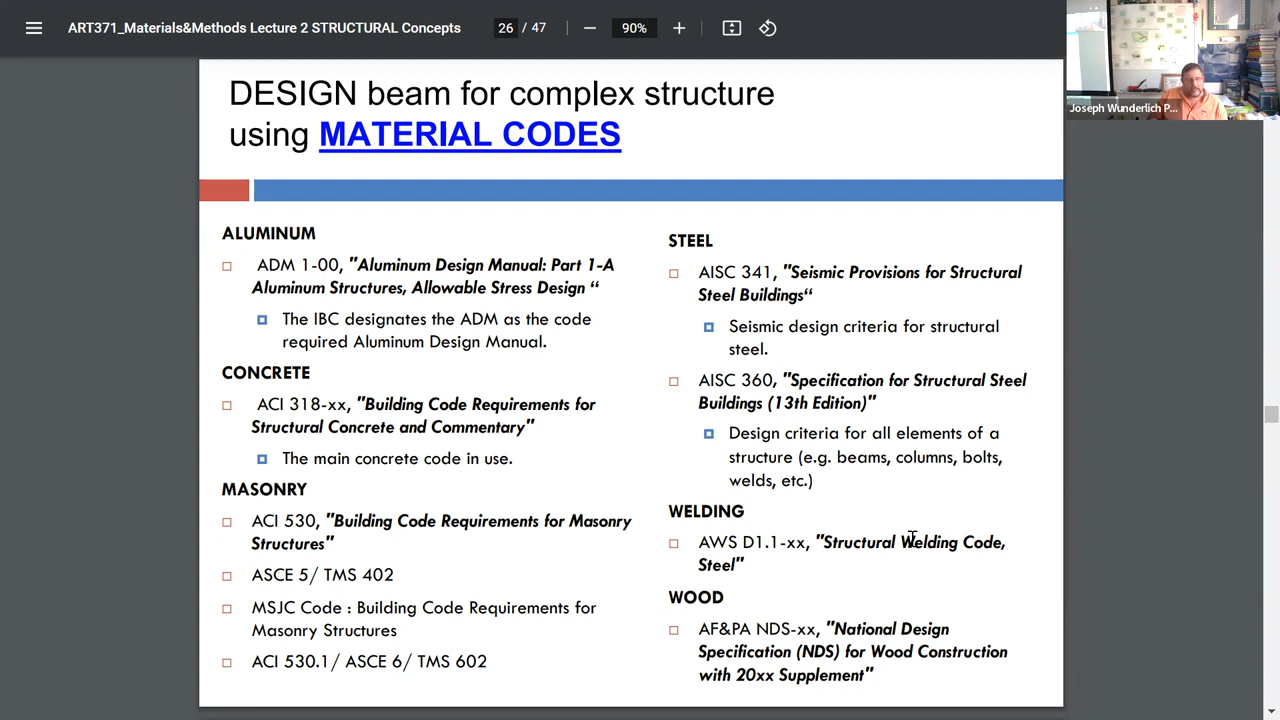 ART371_Materials&Methods Lecture 2 STRUCTURAL Concepts
26 / 47
90%
Joseph Wunderlich P...
DESIGN beam for complex structure
using MATERIAL CODES
ALUMINUM
ADM 1-00, "Aluminum Design Manual: Part 1-A
Aluminum Structures, Allowable Stress Design “
The IBC designates the ADM as the code
required Aluminum Design Manual.
CONCRETE
ACI 318-xx, "Building Code Requirements for
Structural Concrete and Commentary"
The main concrete code in use.
MASONRY
ACI 530, "Building Code Requirements for Masonry
Structures"
ASCE 5/ TMS 402
MSJC Code : Building Code Requirements for
Masonry Structures
ACI 530.1/ ASCE 6/ TMS 602
STEEL
AISC 341, "Seismic Provisions for Structural
Steel Buildings“
Seismic design criteria for structural
steel.
AISC 360, "Specification for Structural Steel
Buildings (13th Edition)"
Design criteria for all elements of a
structure (e.g. beams, columns, bolts,
welds, etc.)
WELDING
AWS D1.1-xx, "Structural Welding Code,
Steel"
WOOD
AF&PA NDS-xx, "National Design
Specification (NDS) for Wood Construction
with 20xx Supplement"